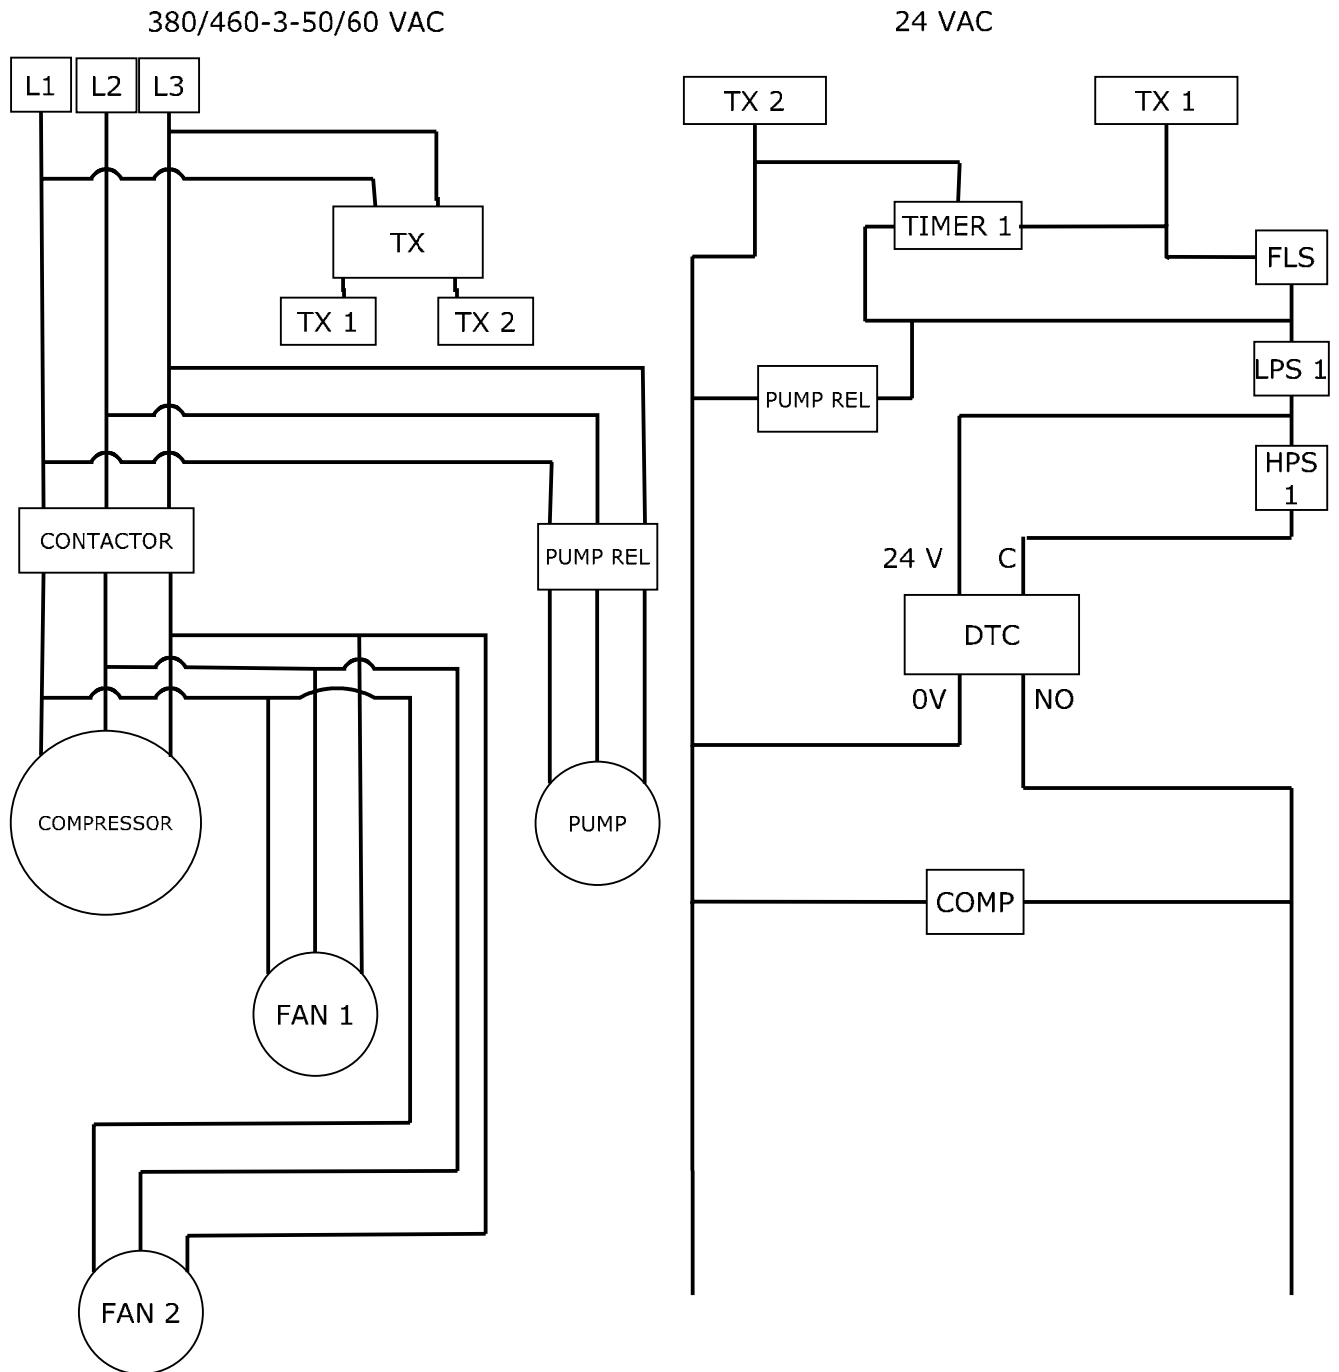 380/460-3-50/60 VAC
24 VAC
L1
L2
L3
TX 2
TX 1
TX
TIMER 1
FLS
TX 1
TX 2
LPS 1
PUMP REL
HPS
1
CONTACTOR
PUMP REL
24 V
C
DTC
0V
NO
COMPRESSOR
PUMP
COMP
FAN 1
FAN 2